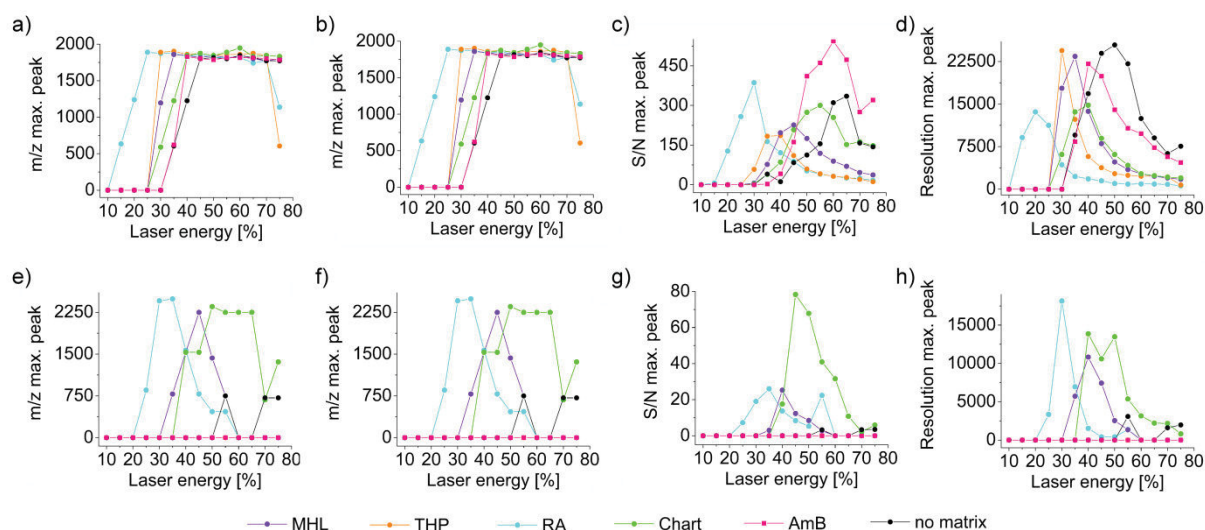 a)
m/z max. peak
2000
1500
1000
500
0
10 20 30 40 50 60 70 80
Laser energy [%]
b)
m/z max. peak
2000
1500
1000
500
0
10 20 30 40 50 60 70 80
Laser energy [%]
c)
S/N max. peak
450
300
150
0
10 20 30 40 50 60 70 80
Laser energy [%]
d)
Resolution max. peak
22500
15000
7500
0
10 20 30 40 50 60 70 80
Laser energy [%]
e)
m/z max. peak
2250
1500
750
0
10 20 30 40 50 60 70 80
Laser energy [%]
f)
m/z max. peak
2250
1500
750
0
10 20 30 40 50 60 70 80
Laser energy [%]
g)
S/N max. peak
80
60
40
20
0
10 20 30 40 50 60 70 80
Laser energy [%]
h)
Resolution max. peak
15000
10000
5000
0
10 20 30 40 50 60 70 80
Laser energy [%]
MHL THP RA Chart AmB no matrix